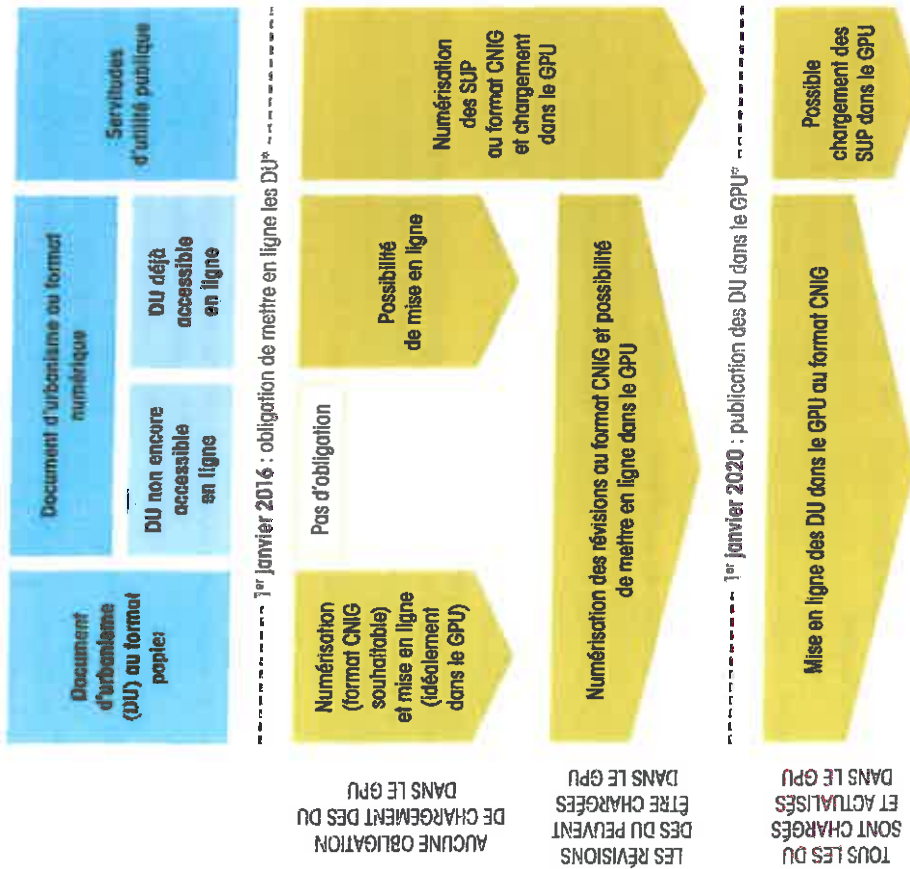 Document
d'urbanisme
(DU) au format
papier
Document d'urbanisme au format
numérique
DU non encore
accessible
en ligne
DU déjà
accessible
en ligne
Servitudes
d'utilité publique
1er janvier 2016 : obligation de mettre en ligne les DU*
AUCUNE OBLIGATION
DE CHARGEMENT DES DU
DANS LE GPU
Numérisation
(format CNIG
souhaitable)
et mise en ligne
(idéalement
dans le GPU)
Pas d'obligation
Possibilité
de mise en ligne
Numérisation
des SUP
au format CNIG
et chargement
dans le GPU
LES RÉVISIONS
DES DU PEUVENT
ÊTRE CHARGÉES
DANS LE GPU
Numérisation des révisions au format CNIG et possibilité
de mettre en ligne dans le GPU
1er janvier 2020 : publication des DU dans le GPU*
TOUS LES DU
SONT CHARGÉS
ET ACTUALISÉS
DANS LE GPU
Mise en ligne des DU dans le GPU au format CNIG
Possible
chargement des
SUP dans le GPU